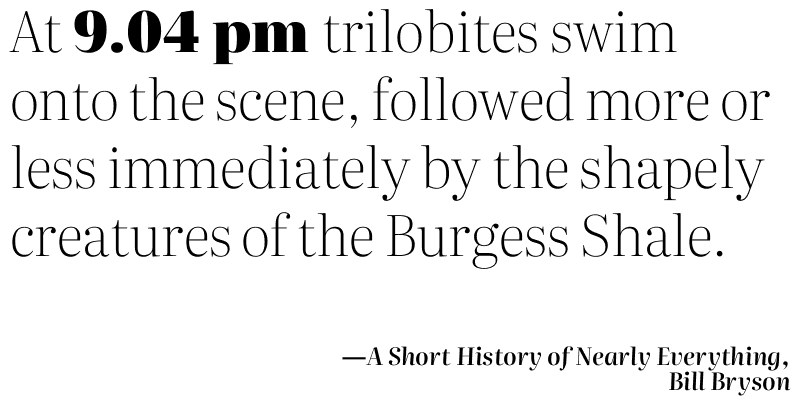 At 9.04 pm trilobites swim
onto the scene, followed more or
less immediately by the shapely
creatures of the Burgess Shale.
—A Short History of Nearly Everything,
Bill Bryson